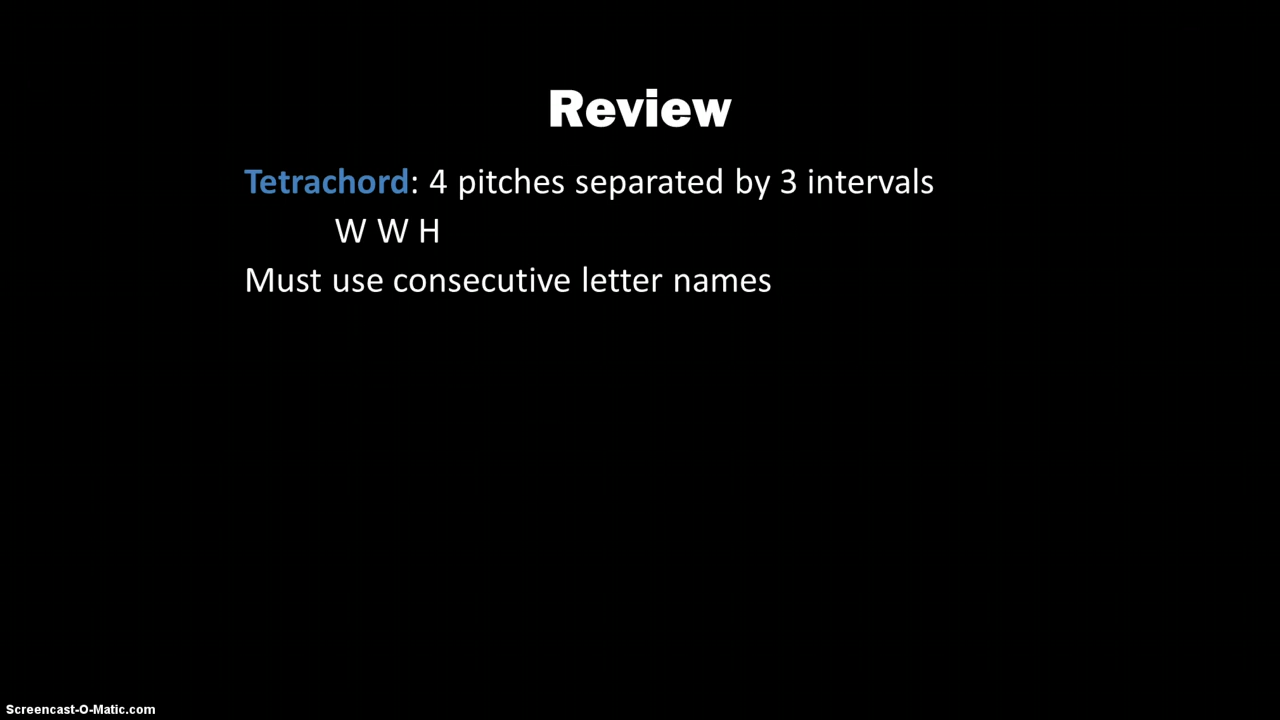 Review
Tetrachord: 4 pitches separated by 3 intervals
W W H
Must use consecutive letter names
Screencast-O-Matic.com